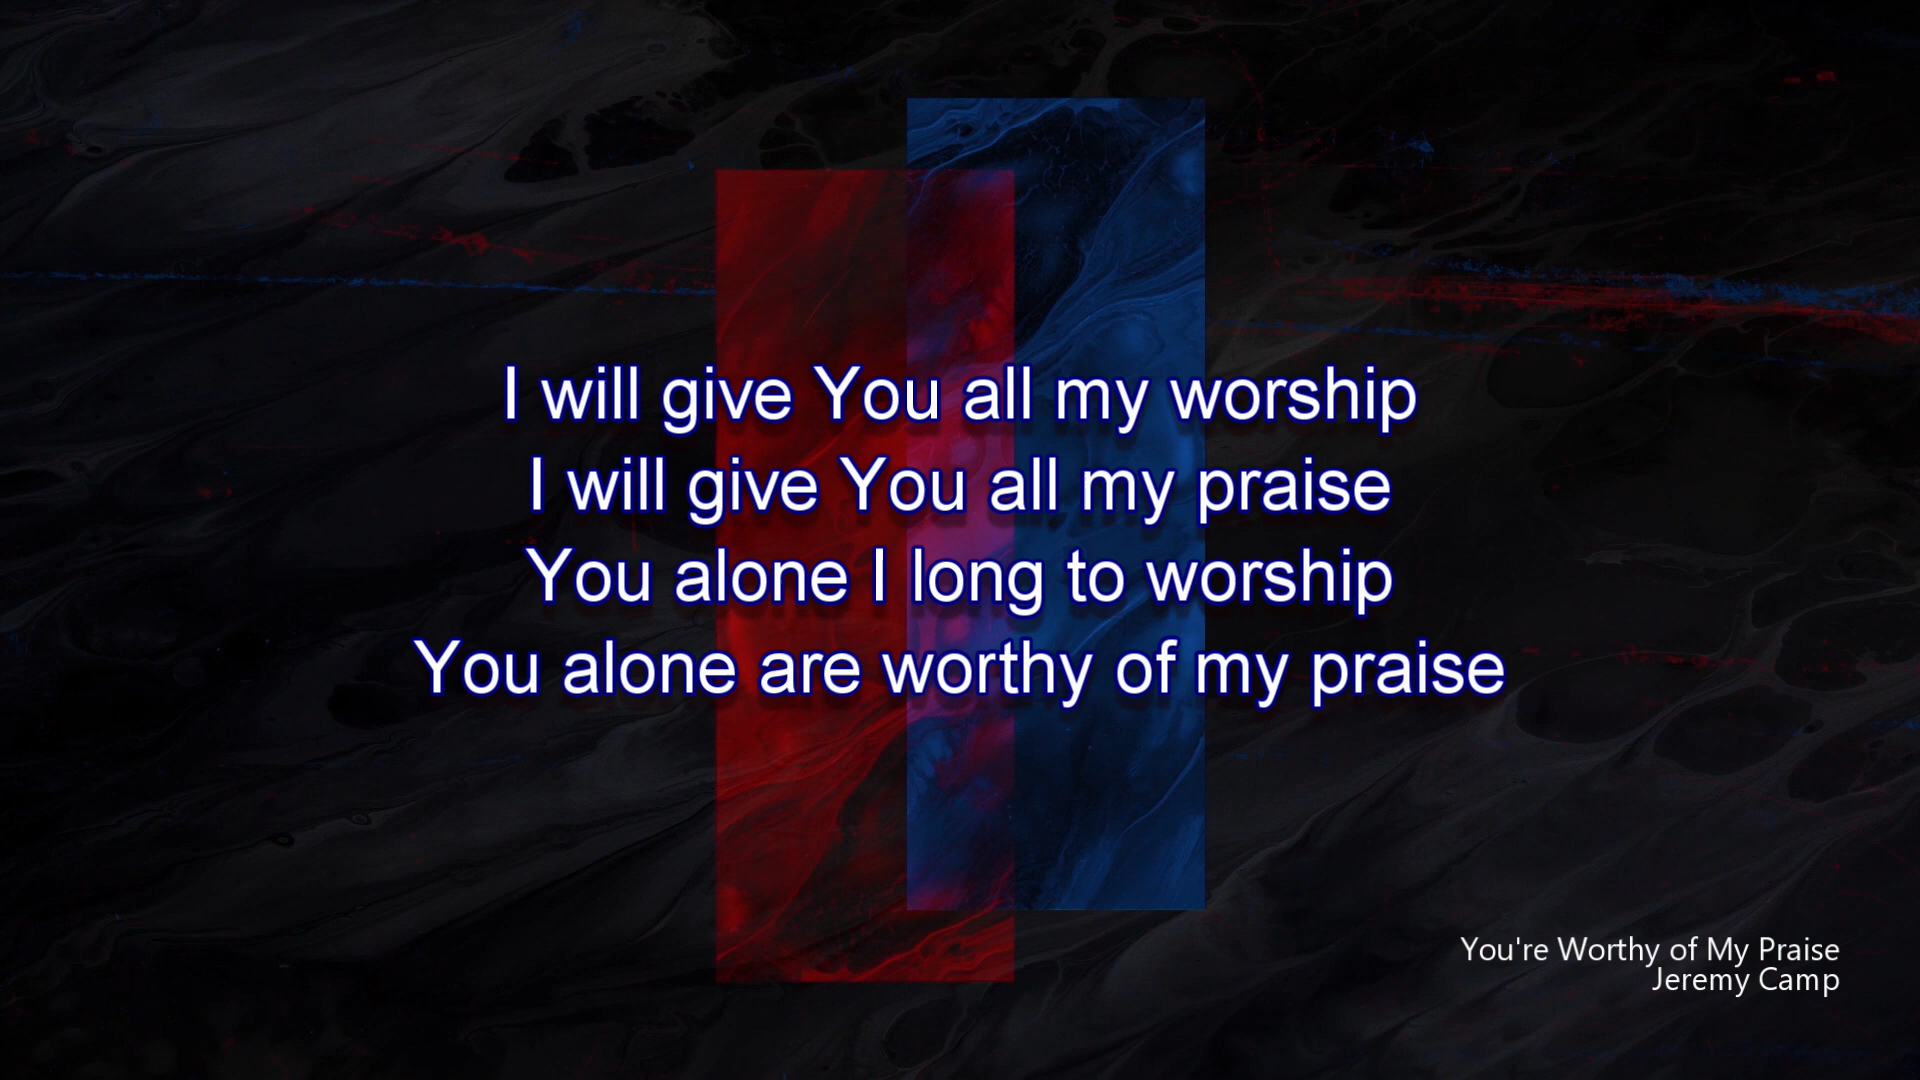 I will give You all my worship
I will give You all my praise
You alone I long to worship
You alone are worthy of my praise
You're Worthy of My Praise
Jeremy Camp